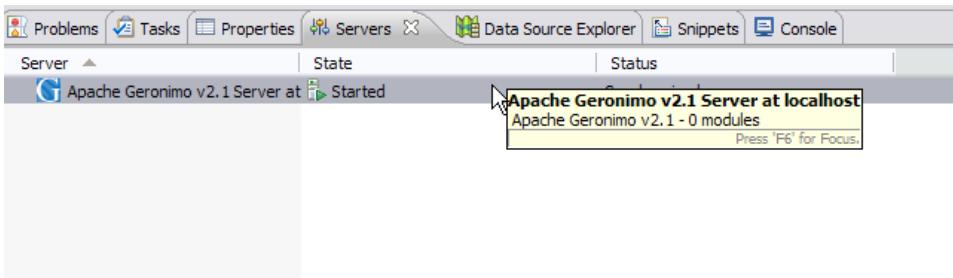 Problems Tasks Properties Servers Data Source Explorer Snippets Console
Server State Status
Apache Geronimo v2.1 Server at Started
Apache Geronimo v2.1 Server at localhost
Apache Geronimo v2.1 - 0 modules
Press 'F6' for Focus.